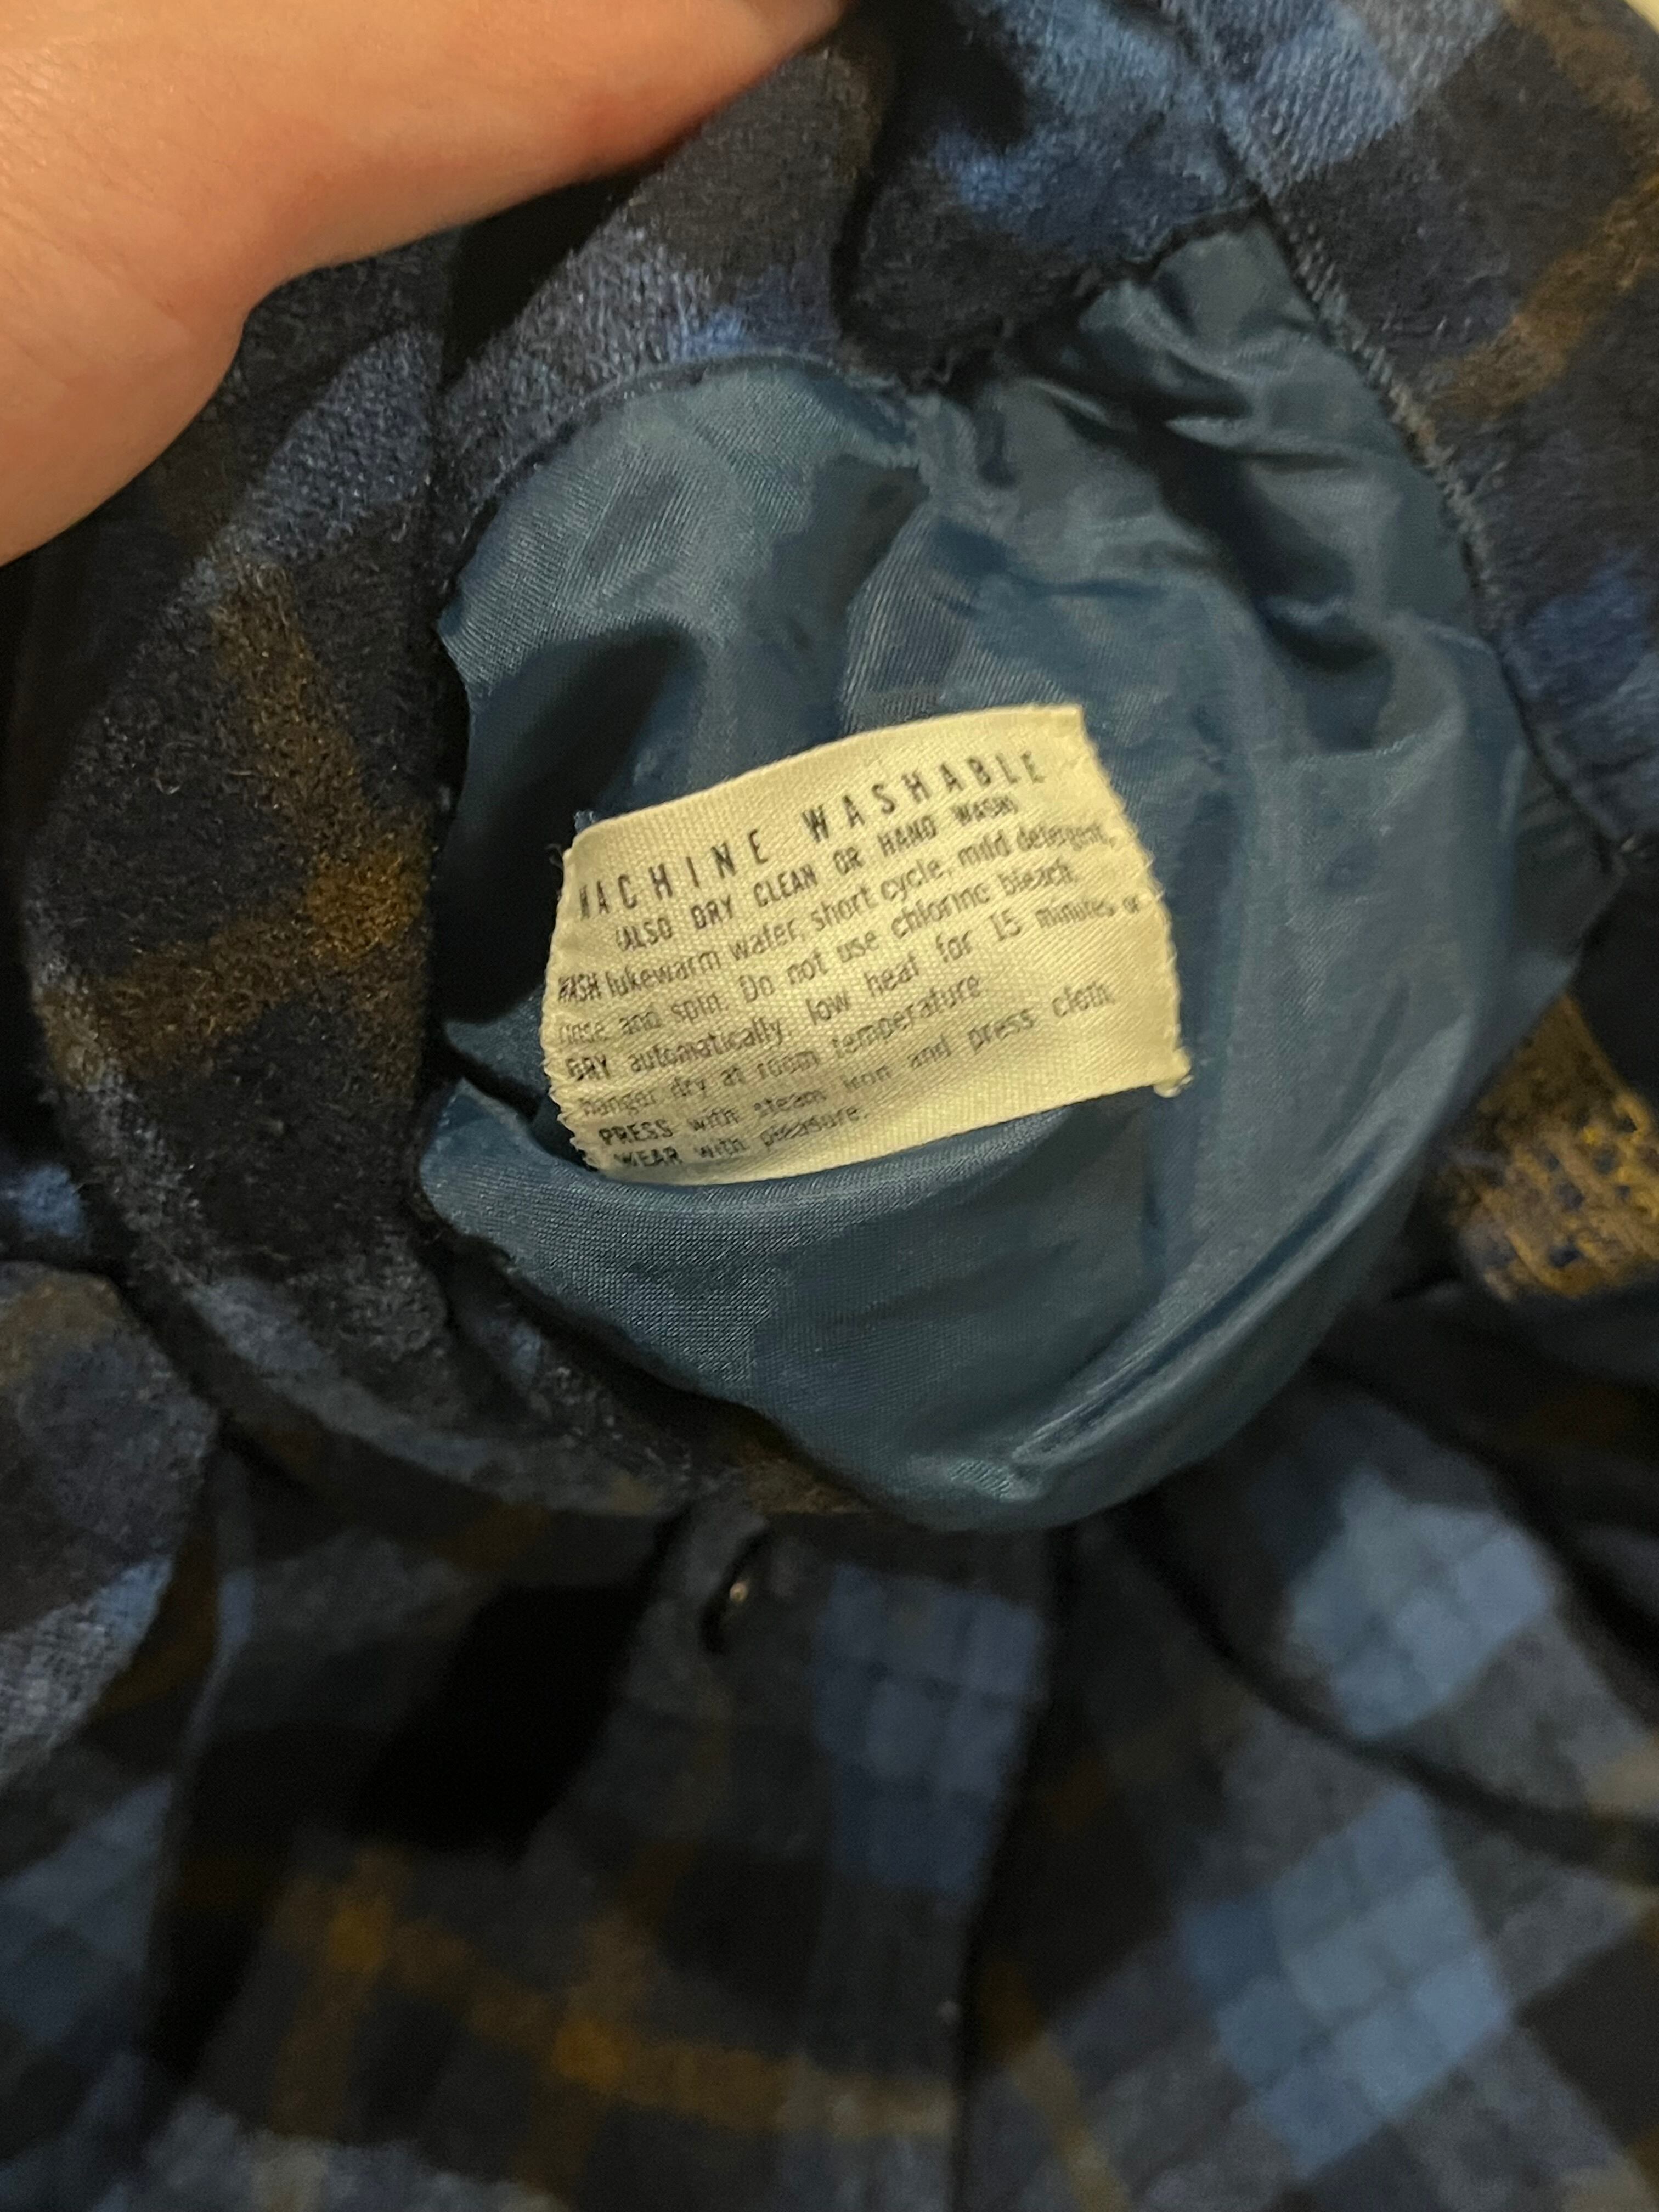 MACHINE WASHABLE
(ALSO DRY CLEAN OR HAND WASH)
WASH lukewarm water, short cycle, mild detergent,
rinse and spin. Do not use chlorine bleach.
DRY automatically, low heat for 15 minutes or
hanger dry at room temperature
PRESS with steam iron and press cloth.
WEAR with pleasure.